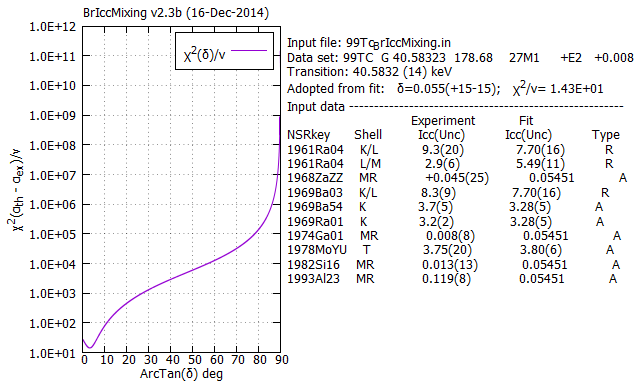 BrIccMixing v2.3b (16-Dec-2014)
1.0E+12
1.0E+11
1.0E+10
1.0E+09
1.0E+08
1.0E+07
1.0E+06
1.0E+05
1.0E+04
1.0E+03
1.0E+02
1.0E+01
χ2(αth - αex)/ν
χ2(δ)/ν
0 10 20 30 40 50 60 70 80 90
ArcTan(δ) deg
Input file: 99TcBrIccMixing.in
Data set: 99TC G 40.58323 178.68 27M1 +E2 +0.008
Transition: 40.5832 (14) keV
Adopted from fit: δ=0.055(+15-15); χ2/ν= 1.43E+01
Input data -----------------------------------------------------
Experiment Fit
NSRkey Shell Icc(Unc) Icc(Unc) Type
1961Ra04 K/L 9.3(20) 7.70(16) R
1961Ra04 L/M 2.9(6) 5.49(11) R
1968ZaZZ MR +0.045(25) 0.05451 A
1969Ba03 K/L 8.3(9) 7.70(16) R
1969Ba54 K 3.7(5) 3.28(5) A
1969Ra01 K 3.2(2) 3.28(5) A
1974Ga01 MR 0.008(8) 0.05451 A
1978MoYU T 3.75(20) 3.80(6) A
1982Si16 MR 0.013(13) 0.05451 A
1993Al23 MR 0.119(8) 0.05451 A